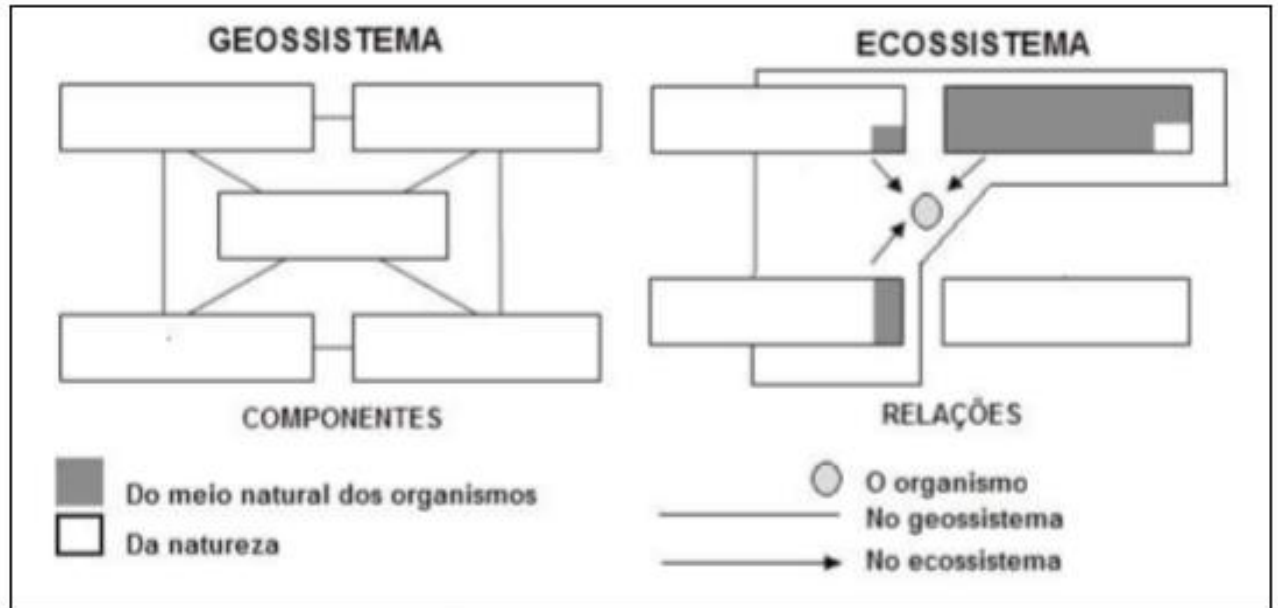 GEOSSISTEMA
ECOSSISTEMA
COMPONENTES
RELAÇÕES
Do meio natural dos organismos
Da natureza
O organismo
No geossistema
No ecossistema